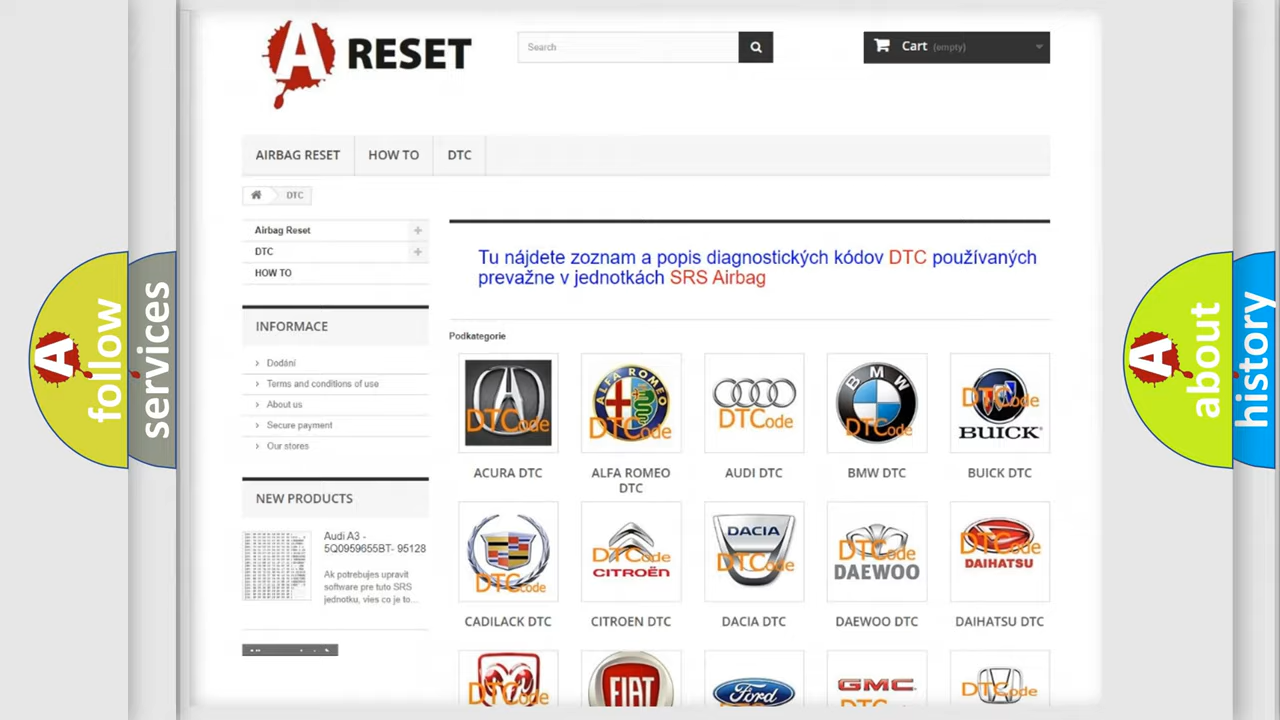 A RESET
Search
Cart (empty)
AIRBAG RESET
HOW TO
DTC
DTC
Airbag Reset
DTC
HOW TO
INFORMACE
Dodání
Terms and conditions of use
About us
Secure payment
Our stores
NEW PRODUCTS
Audi A3 -
5Q0959655BT- 95128
Ak potrebujes upravit
software pre tuto SRS
jednotku, vies co je to...
Tu nájdete zoznam a popis diagnostických kódov DTC používaných
prevažne v jednotkách SRS Airbag
Podkategorie
DTCode
ALFA ROMEO
DTCode
DTCode
BMW
DTCode
DTCode
BUICK
ACURA DTC
ALFA ROMEO
DTC
AUDI DTC
BMW DTC
BUICK DTC
DTCode
DTCode
CITROËN
DACIA
DTCode
DTCode
DAEWOO
DTCode
DAIHATSU
CADILACK DTC
CITROEN DTC
DACIA DTC
DAEWOO DTC
DAIHATSU DTC
DTCode
FIAT
Ford
GMC
DTCode
A follow
services
A about
history